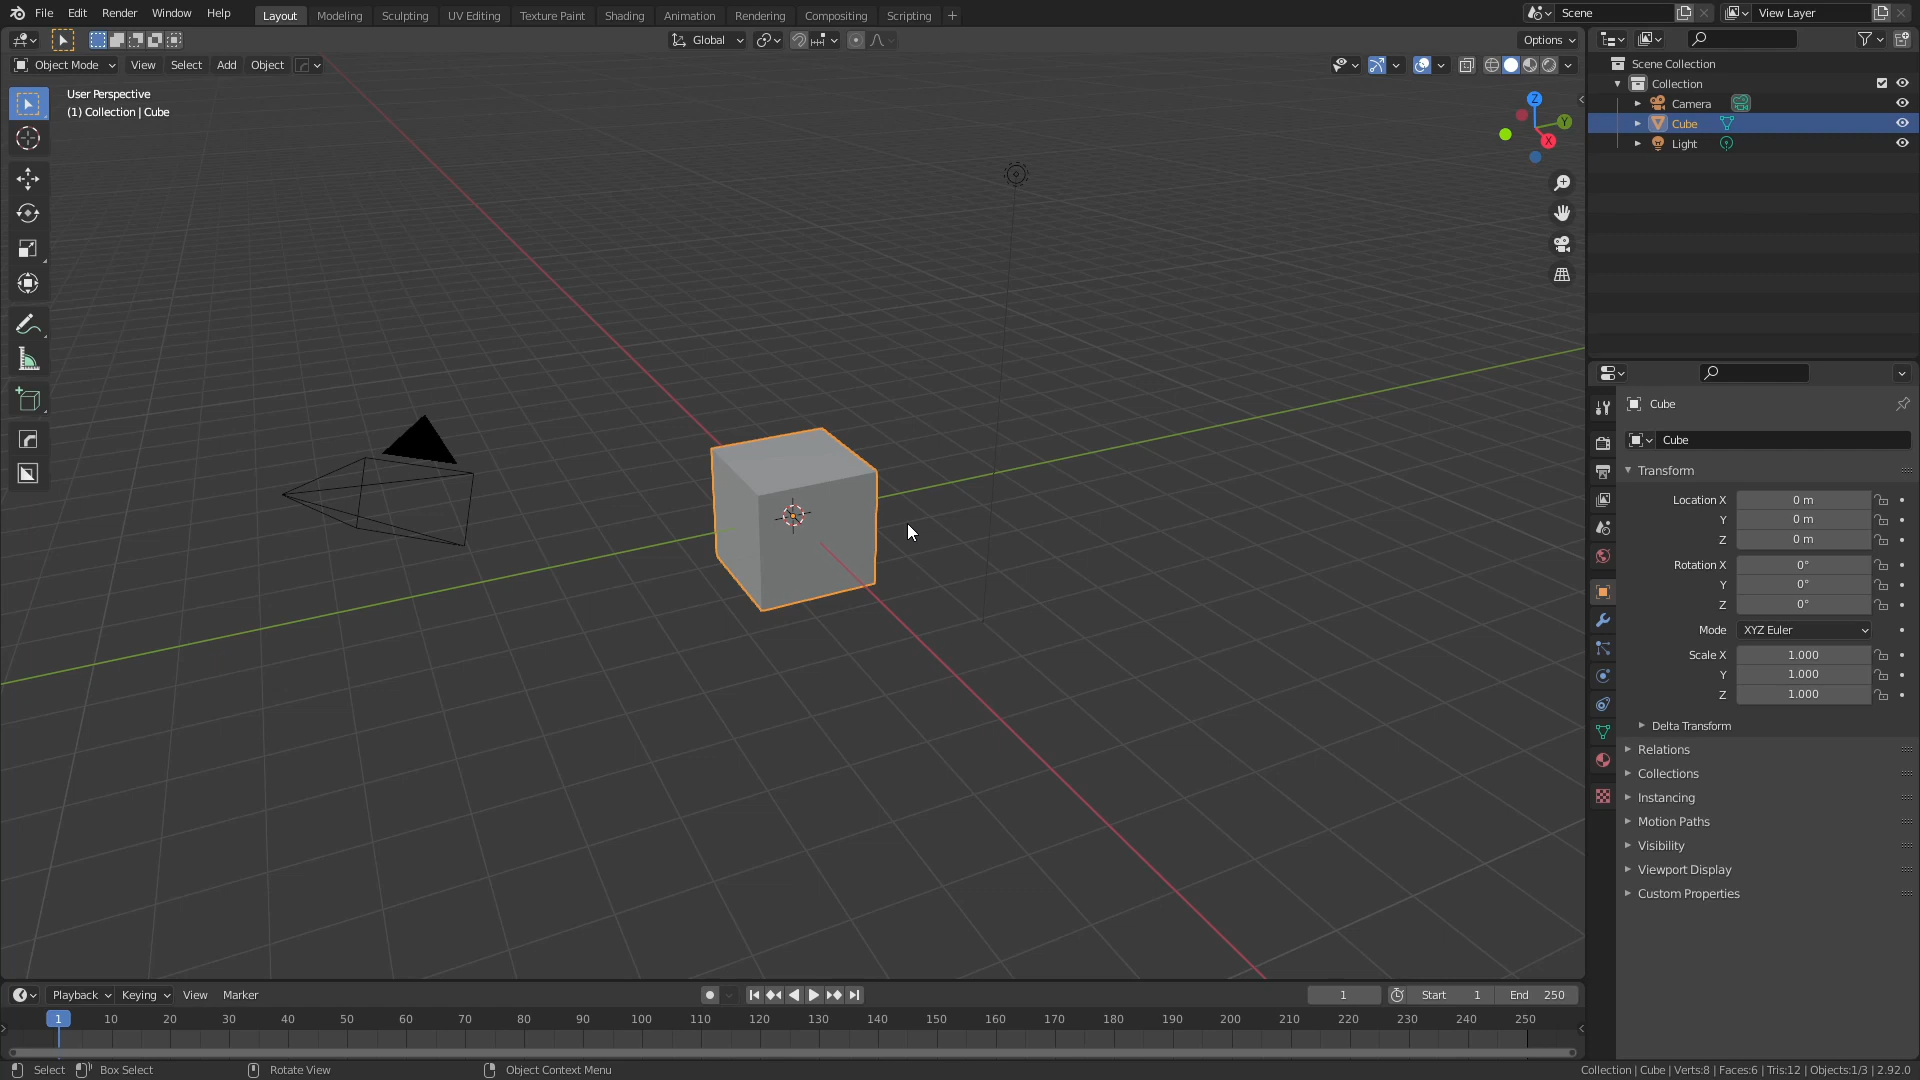 File Edit Render Window Help Layout Modeling Sculpting UV Editing Texture Paint Shading Animation Rendering Compositing Scripting + Scene View Layer
Global Options
Object Mode View Select Add Object
User Perspective
(1) Collection | Cube
Z
Y
X
Scene Collection
Collection
Camera
Cube
Light
Cube
Cube
Transform
Location X 0 m
Y 0 m
Z 0 m
Rotation X 0°
Y 0°
Z 0°
Mode XYZ Euler
Scale X 1.000
Y 1.000
Z 1.000
Delta Transform
Relations
Collections
Instancing
Motion Paths
Visibility
Viewport Display
Custom Properties
Playback Keying View Marker 1 Start 1 End 250
1 10 20 30 40 50 60 70 80 90 100 110 120 130 140 150 160 170 180 190 200 210 220 230 240 250
Select Box Select Rotate View Object Context Menu Collection | Cube | Verts:8 | Faces:6 | Tris:12 | Objects:1/3 | 2.92.0